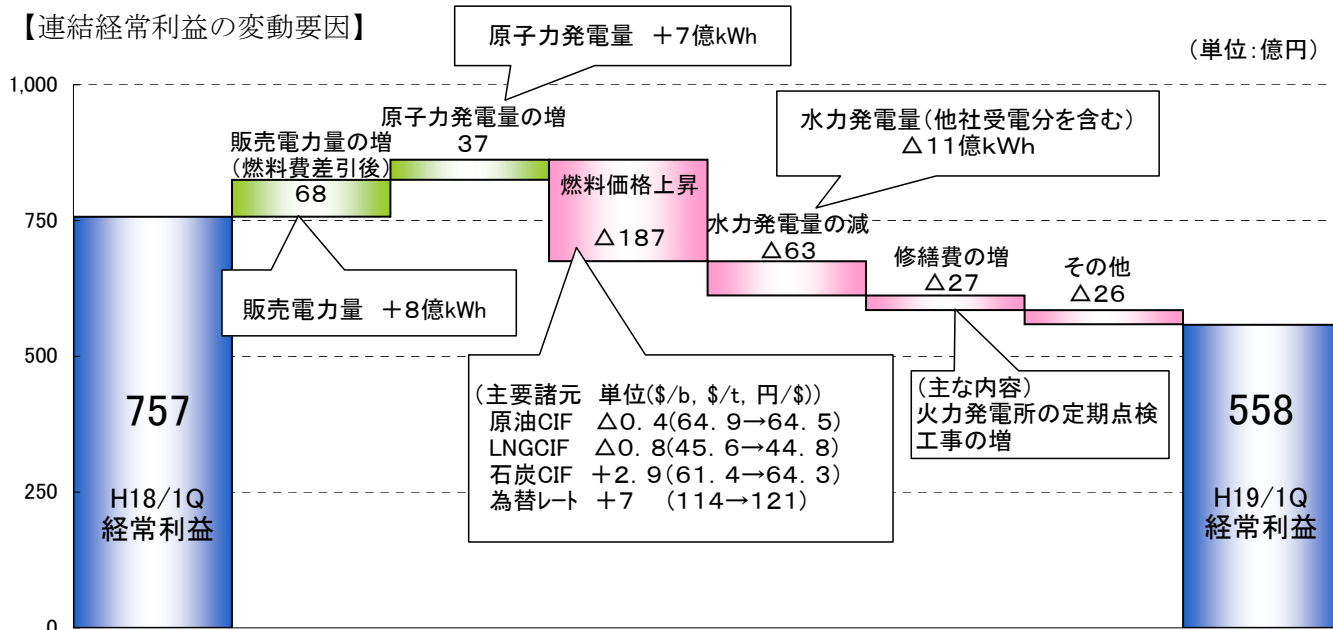 【連結経常利益の変動要因】
原子力発電量 +7億kWh
(単位:億円)
1,000
原子力発電量の増
37
販売電力量の増
(燃料費差引後)
68
水力発電量(他社受電分を含む)
△11億kWh
燃料価格上昇
△187
750
水力発電量の減
△63
修繕費の増
△27
その他
△26
販売電力量 +8億kWh
500
(主要諸元 単位($/b, $/t, 円/$))
原油CIF △0.4(64.9→64.5)
LNGCIF △0.8(45.6→44.8)
石炭CIF +2.9(61.4→64.3)
為替レート +7 (114→121)
(主な内容)
火力発電所の定期点検
工事の増
757
H18/1Q
経常利益
558
H19/1Q
経常利益
250
0